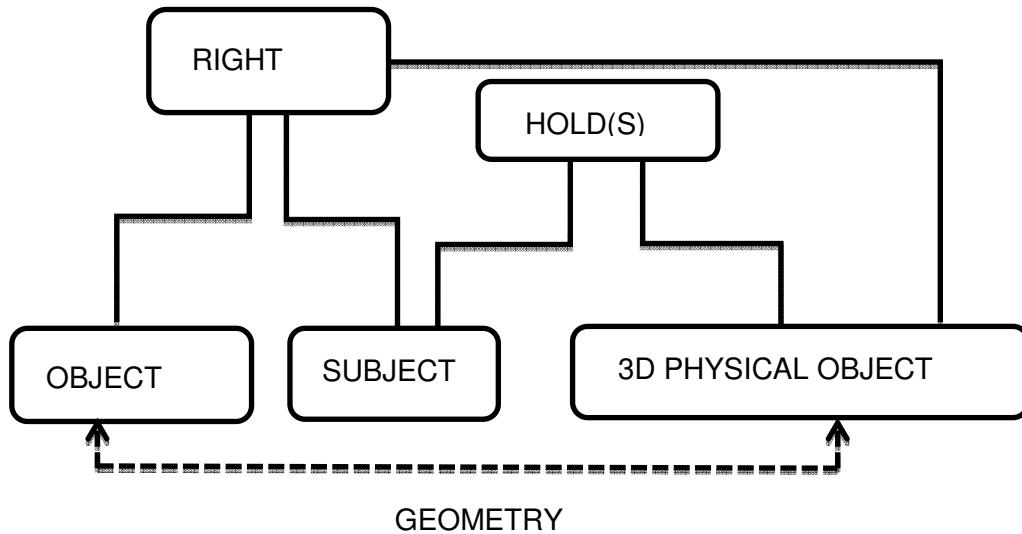 RIGHT
HOLD(S)
OBJECT
SUBJECT
3D PHYSICAL OBJECT
GEOMETRY